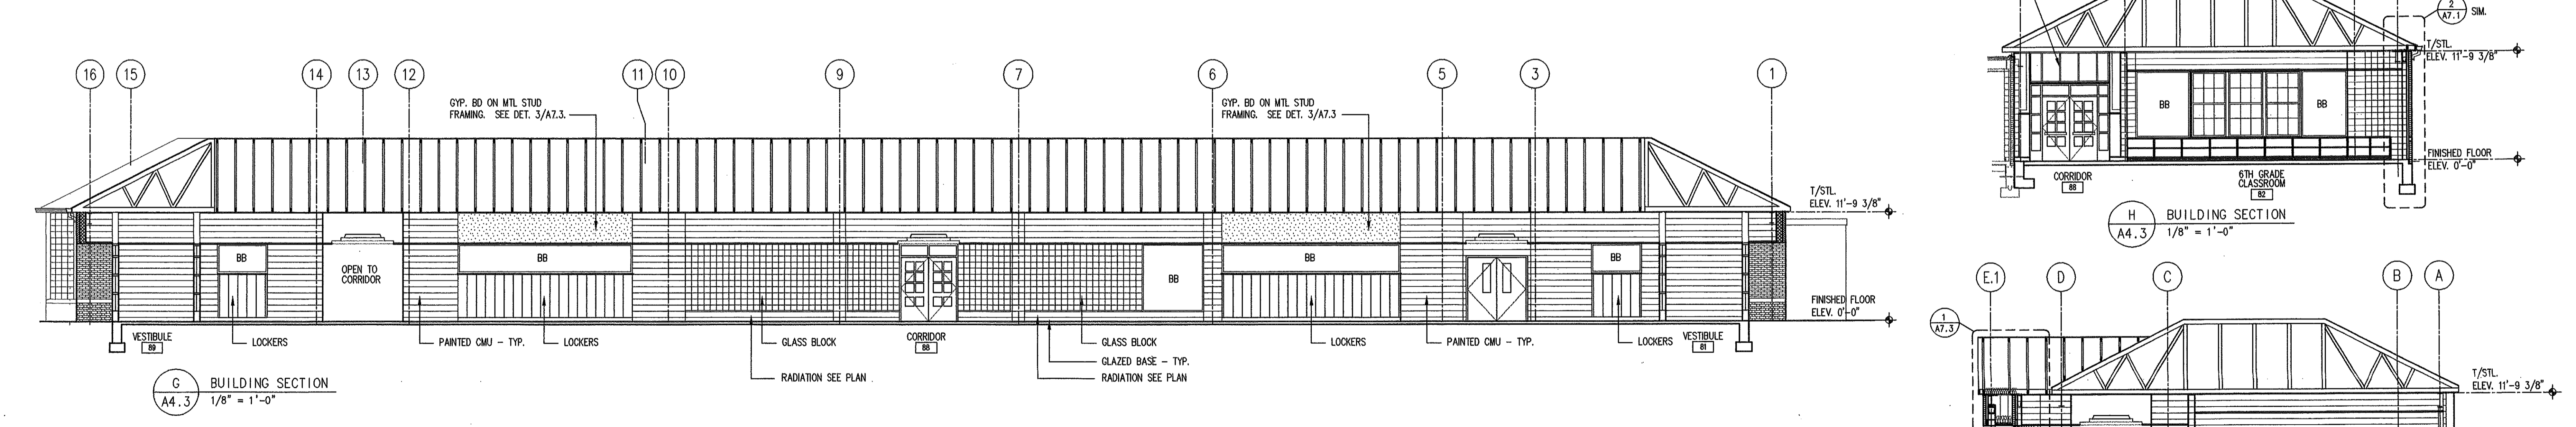 16
15
14
13
12
11
10
9
7
6
5
3
1
GYP. BD ON MTL STUD
FRAMING. SEE DET. 3/A7.3.
GYP. BD ON MTL STUD
FRAMING. SEE DET. 3/A7.3
T/STL.
ELEV. 11'-9 3/8"
BB
OPEN TO
CORRIDOR
BB
BB
BB
BB
FINISHED FLOOR
ELEV. 0'-0"
VESTIBULE
89
LOCKERS
PAINTED CMU - TYP.
LOCKERS
GLASS BLOCK
CORRIDOR
88
GLASS BLOCK
LOCKERS
PAINTED CMU - TYP.
LOCKERS
VESTIBULE
81
GLAZED BASE - TYP.
RADIATION SEE PLAN
RADIATION SEE PLAN
G
A4.3
BUILDING SECTION
1/8" = 1'-0"
2
A7.1
SIM.
T/STL.
ELEV. 11'-9 3/8"
BB
BB
FINISHED FLOOR
ELEV. 0'-0"
CORRIDOR
88
6TH GRADE
CLASSROOM
82
H
A4.3
BUILDING SECTION
1/8" = 1'-0"
E.1
D
C
B
A
1
A7.3
T/STL.
ELEV. 11'-9 3/8"